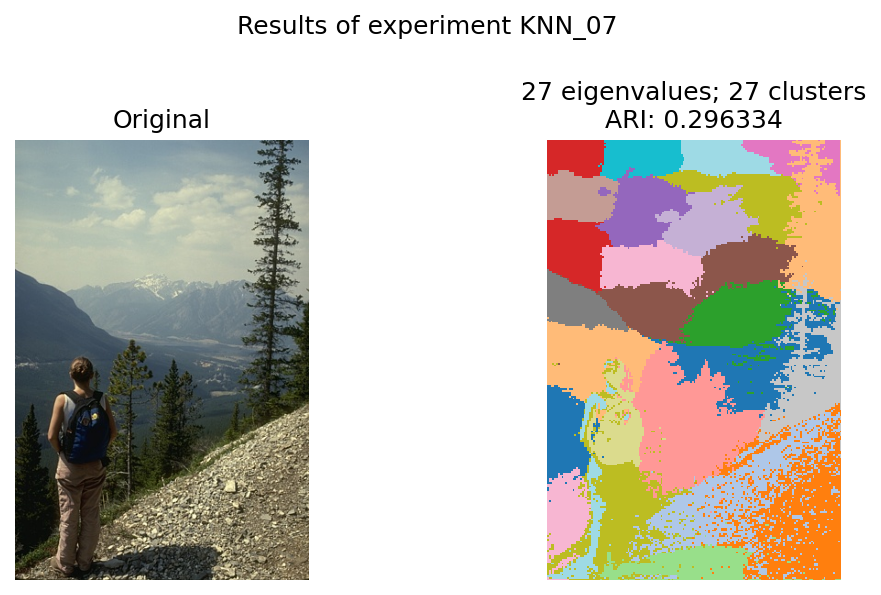 Results of experiment KNN_07
Original
27 eigenvalues; 27 clusters
ARI: 0.296334